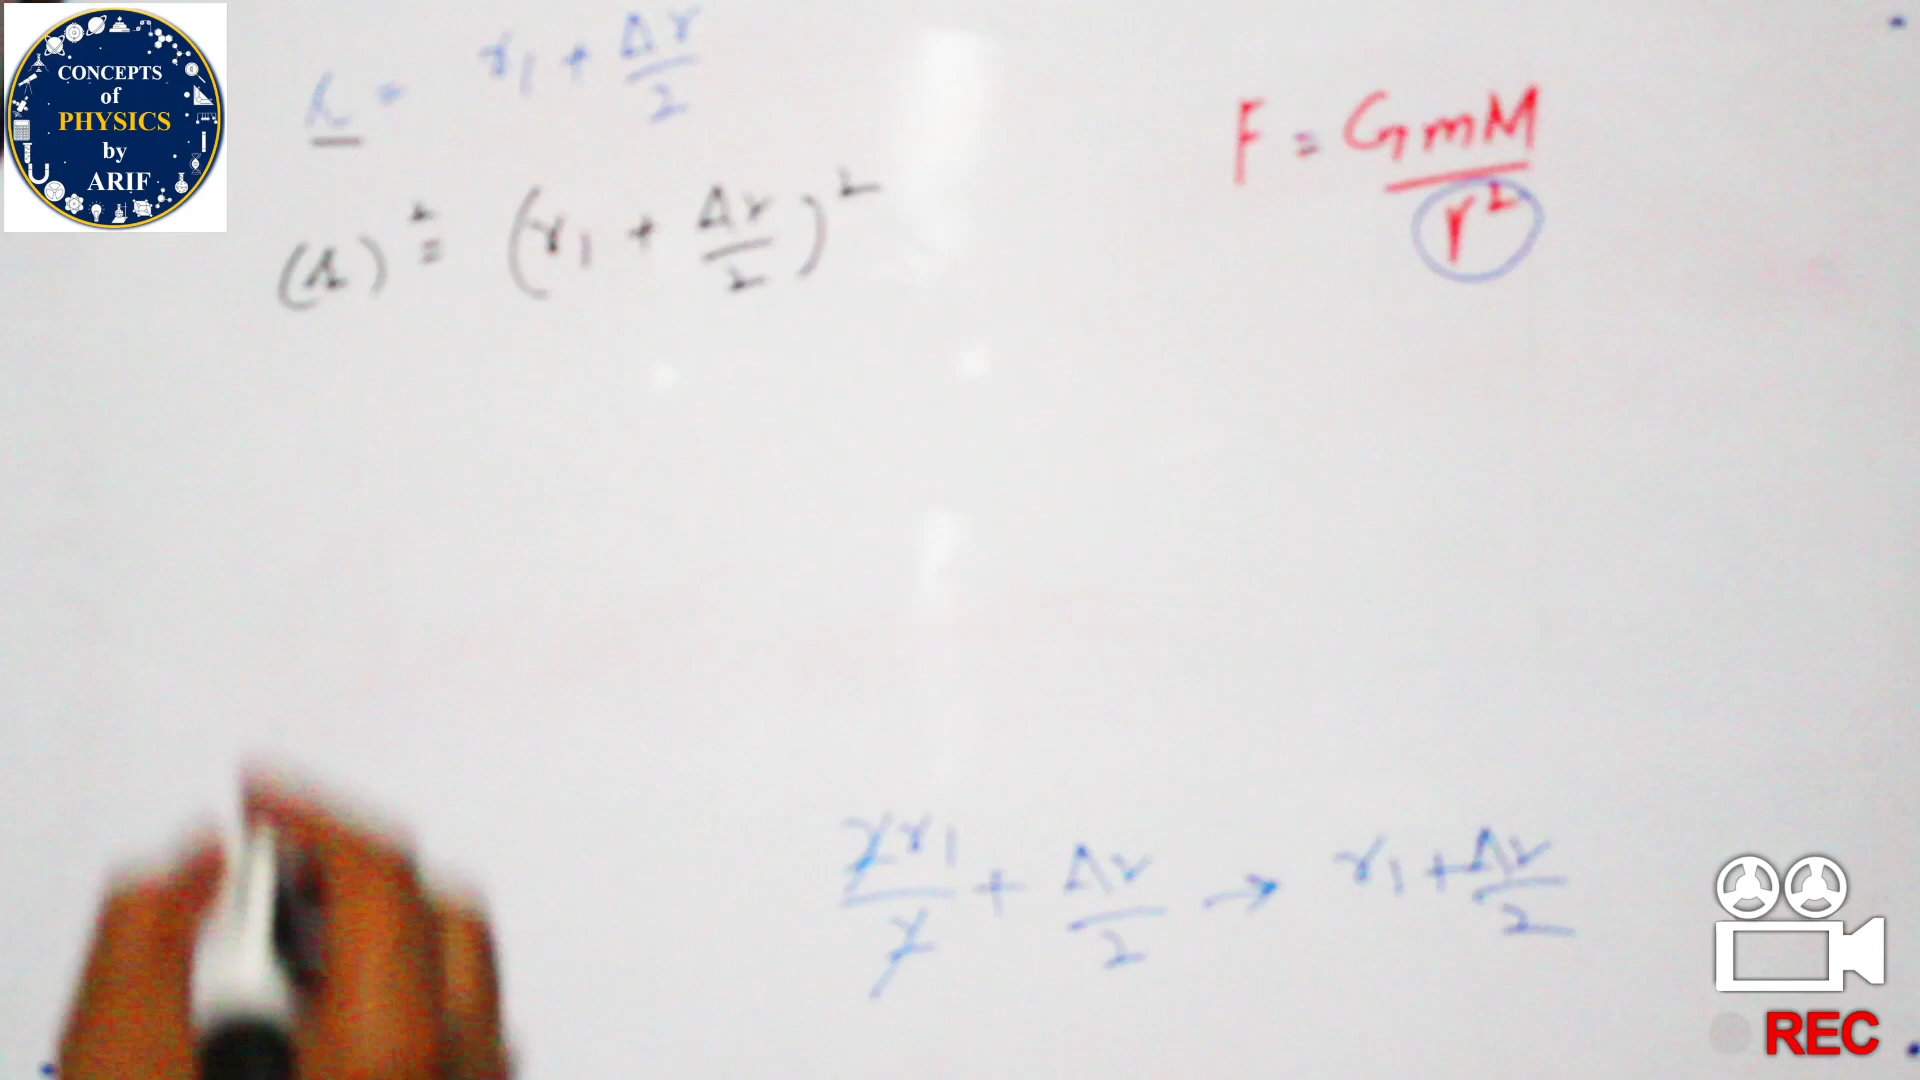 CONCEPTS
of
PHYSICS
by
ARIF
r = r₁ + Δr/2
(r)² = (r₁ + Δr/2)²
F = GmM/r²
2r₁/2 + Δr/2 → r₁ + Δr/2
REC